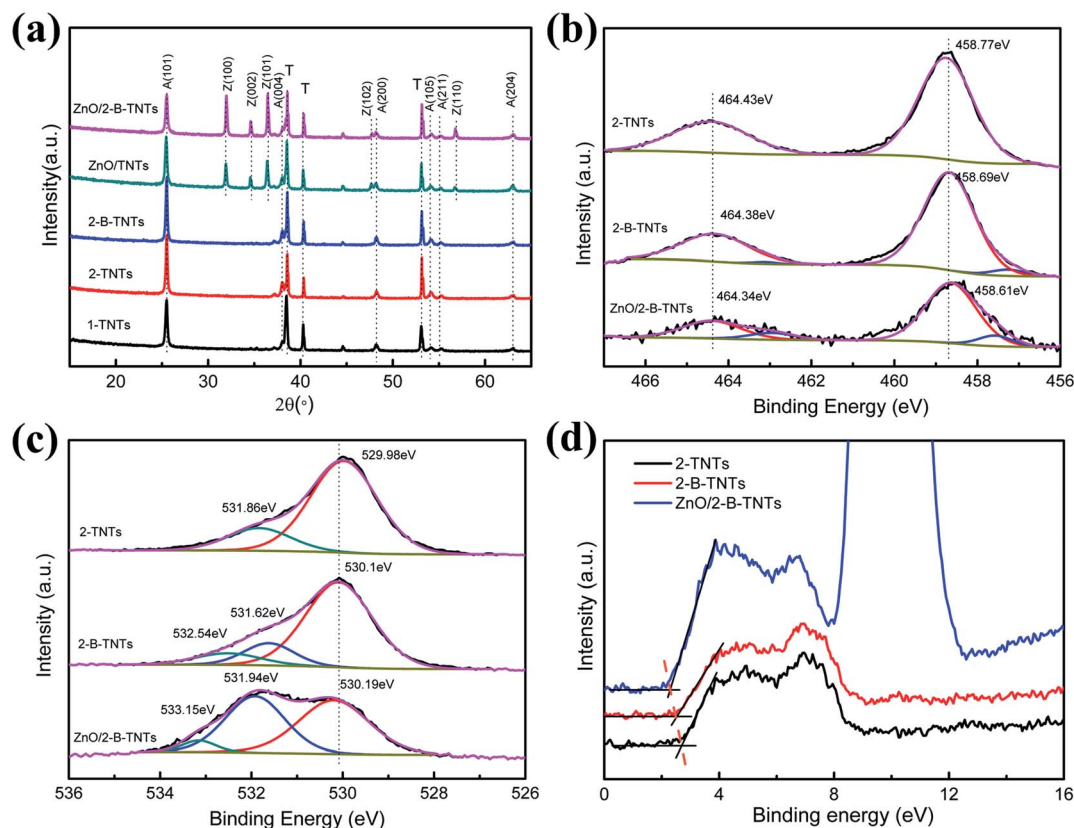 (a)
A(101)
Z(100)
Z(002)
Z(101)
A(004)
T
T
Z(102)
A(200)
T
A(105)
A(211)
Z(110)
A(204)
ZnO/2-B-TNTs
ZnO/TNTs
2-B-TNTs
2-TNTs
1-TNTs
Intensity(a.u.)
20 30 40 50 60
2θ(°)
(b)
458.77eV
464.43eV
2-TNTs
458.69eV
464.38eV
2-B-TNTs
458.61eV
464.34eV
ZnO/2-B-TNTs
Intensity (a.u.)
466 464 462 460 458 456
Binding Energy (eV)
(c)
529.98eV
531.86eV
2-TNTs
530.1eV
531.62eV
532.54eV
2-B-TNTs
531.94eV
530.19eV
533.15eV
ZnO/2-B-TNTs
Intensity (a.u.)
536 534 532 530 528 526
Binding Energy (eV)
(d)
2-TNTs
2-B-TNTs
ZnO/2-B-TNTs
Intensity (a.u.)
0 4 8 12 16
Binding energy (eV)